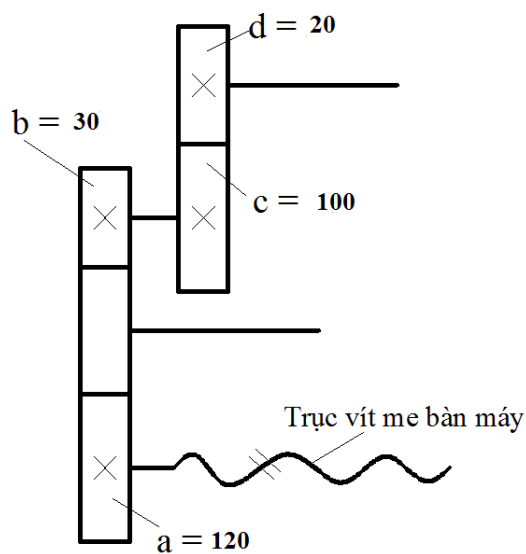 d = 20
b = 30
c = 100
Trục vít me bàn máy
a = 120